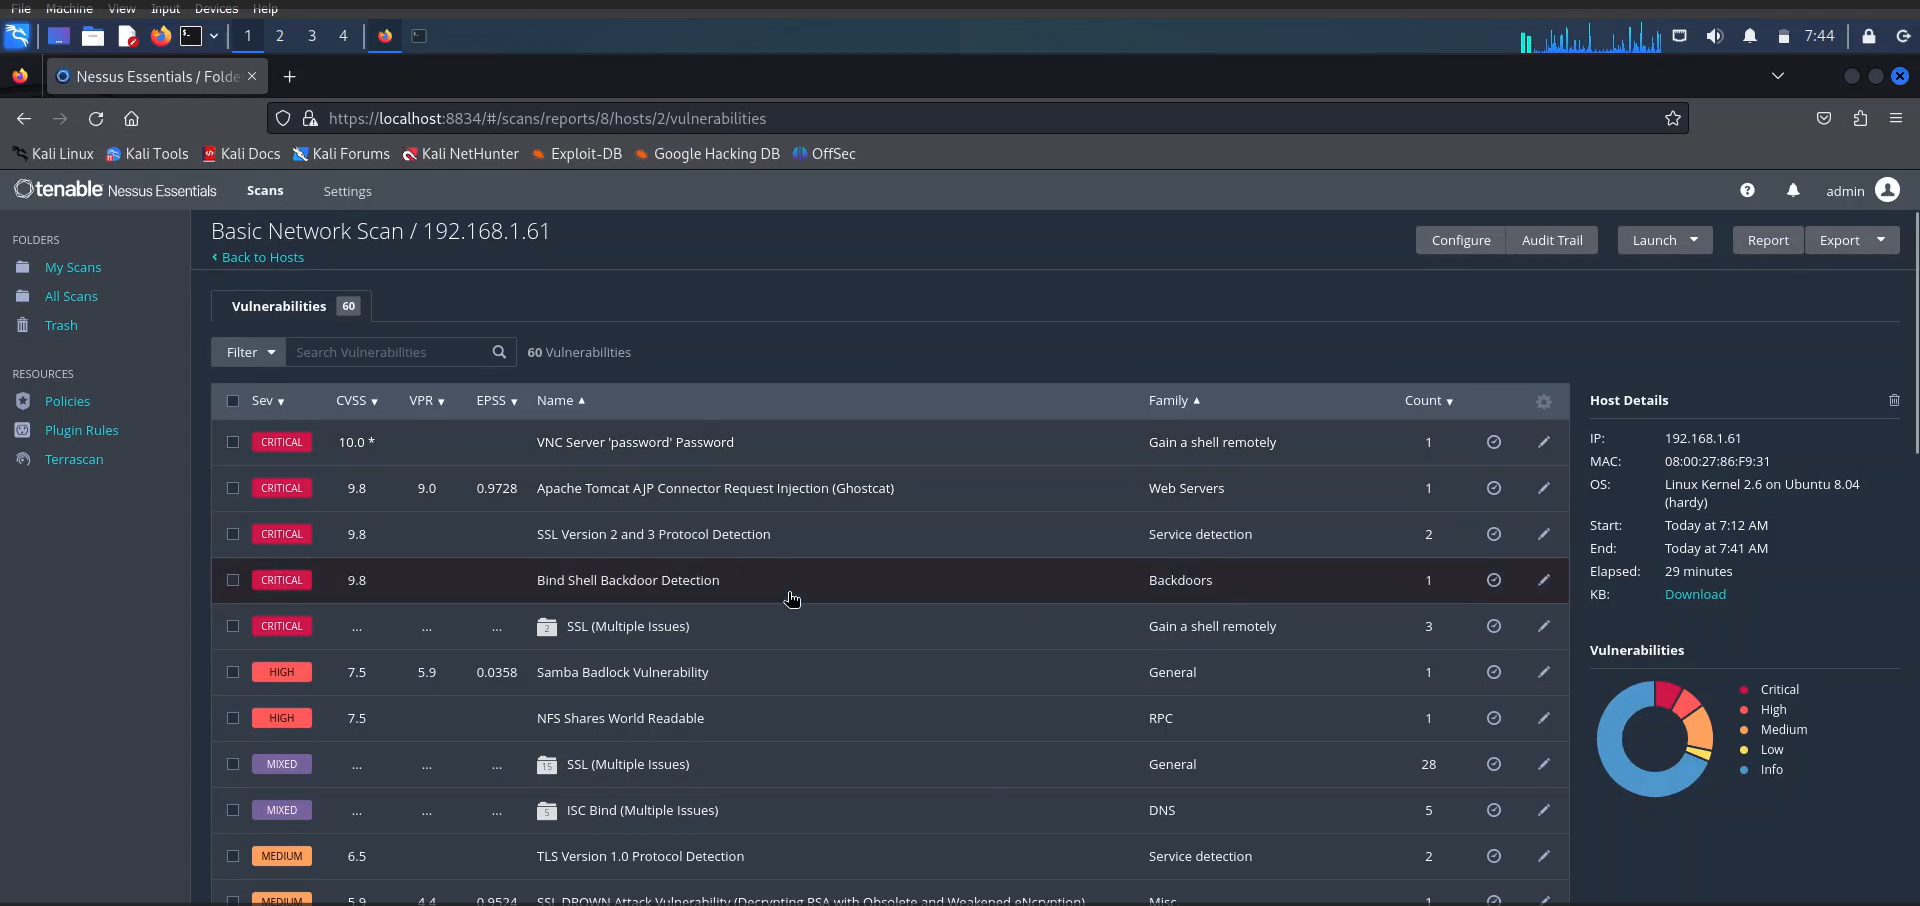 File Machine View Input Devices Help
1 2 3 4 7:44
Nessus Essentials / Folde
https://localhost:8834/#/scans/reports/8/hosts/2/vulnerabilities
Kali Linux Kali Tools Kali Docs Kali Forums Kali NetHunter Exploit-DB Google Hacking DB OffSec
tenable Nessus Essentials Scans Settings admin
FOLDERS
My Scans
All Scans
Trash
RESOURCES
Policies
Plugin Rules
Terrascan
Basic Network Scan / 192.168.1.61
Back to Hosts
Configure Audit Trail Launch Report Export
Vulnerabilities 60
Filter Search Vulnerabilities 60 Vulnerabilities
Sev CVSS VPR EPSS Name Family Count
CRITICAL 10.0 * VNC Server 'password' Password Gain a shell remotely 1
CRITICAL 9.8 9.0 0.9728 Apache Tomcat AJP Connector Request Injection (Ghostcat) Web Servers 1
CRITICAL 9.8 SSL Version 2 and 3 Protocol Detection Service detection 2
CRITICAL 9.8 Bind Shell Backdoor Detection Backdoors 1
CRITICAL ... ... ... 2 SSL (Multiple Issues) Gain a shell remotely 3
HIGH 7.5 5.9 0.0358 Samba Badlock Vulnerability General 1
HIGH 7.5 NFS Shares World Readable RPC 1
MIXED ... ... ... 15 SSL (Multiple Issues) General 28
MIXED ... ... ... 5 ISC Bind (Multiple Issues) DNS 5
MEDIUM 6.5 TLS Version 1.0 Protocol Detection Service detection 2
MEDIUM 5.9 4.4 0.9524 SSL DROWN Attack Vulnerability (Decrypting RSA with Obsolete and Weakened eNcryption) Misc. 1
Host Details
IP: 192.168.1.61
MAC: 08:00:27:86:F9:31
OS: Linux Kernel 2.6 on Ubuntu 8.04
(hardy)
Start: Today at 7:12 AM
End: Today at 7:41 AM
Elapsed: 29 minutes
KB: Download
Vulnerabilities
Critical
High
Medium
Low
Info